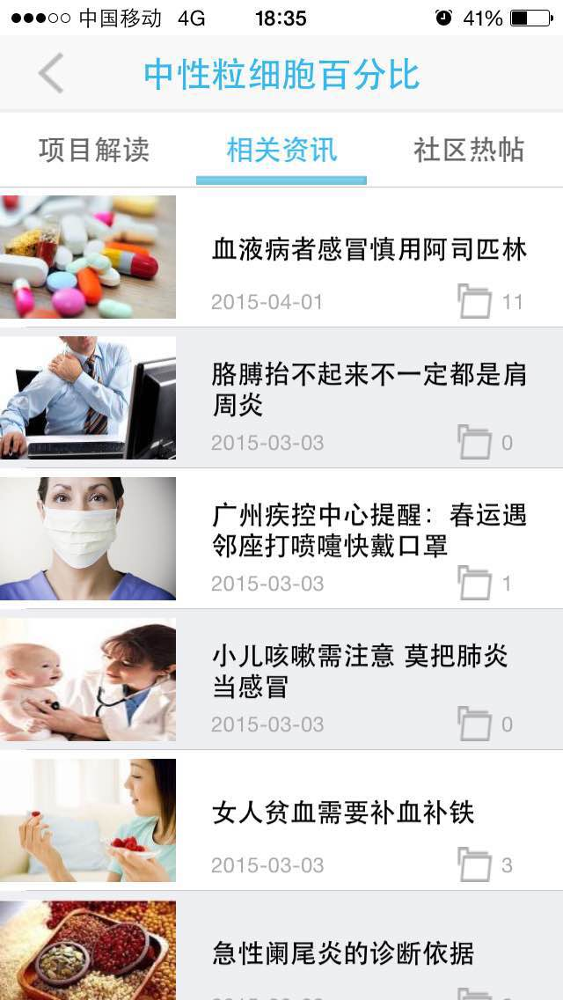 中国移动 4G 18:35 41%
中性粒细胞百分比
项目解读 相关资讯 社区热帖
血液病者感冒慎用阿司匹林
2015-04-01 11
胳膊抬不起来不一定都是肩
周炎
2015-03-03 0
广州疾控中心提醒：春运遇
邻座打喷嚏快戴口罩
2015-03-03 1
小儿咳嗽需注意 莫把肺炎
当感冒
2015-03-03 0
女人贫血需要补血补铁
2015-03-03 3
急性阑尾炎的诊断依据